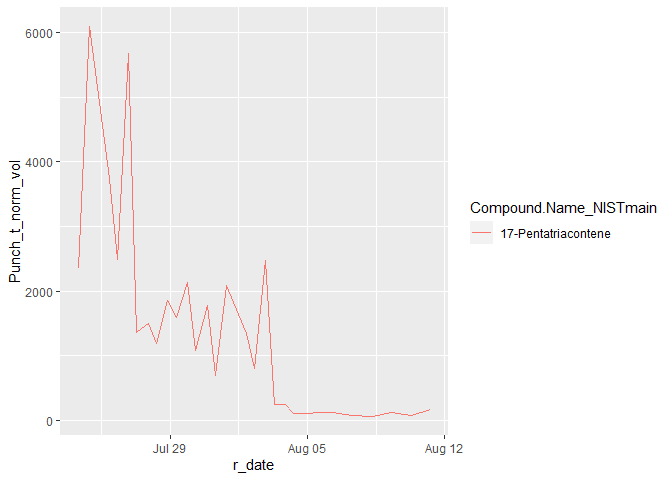 6000
4000
2000
0
Punch_t_norm_vol
Jul 29
Aug 05
Aug 12
r_date
Compound.Name_NISTmain
17-Pentatriacontene